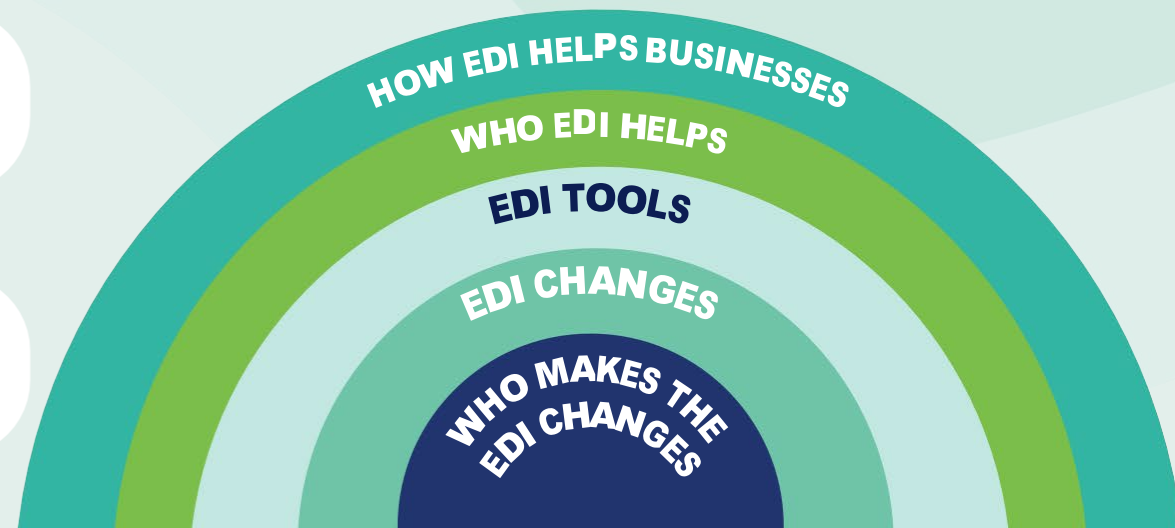 HOW EDI HELPS BUSINESSES
WHO EDI HELPS
EDI TOOLS
EDI CHANGES
WHO MAKES THE
EDI CHANGES